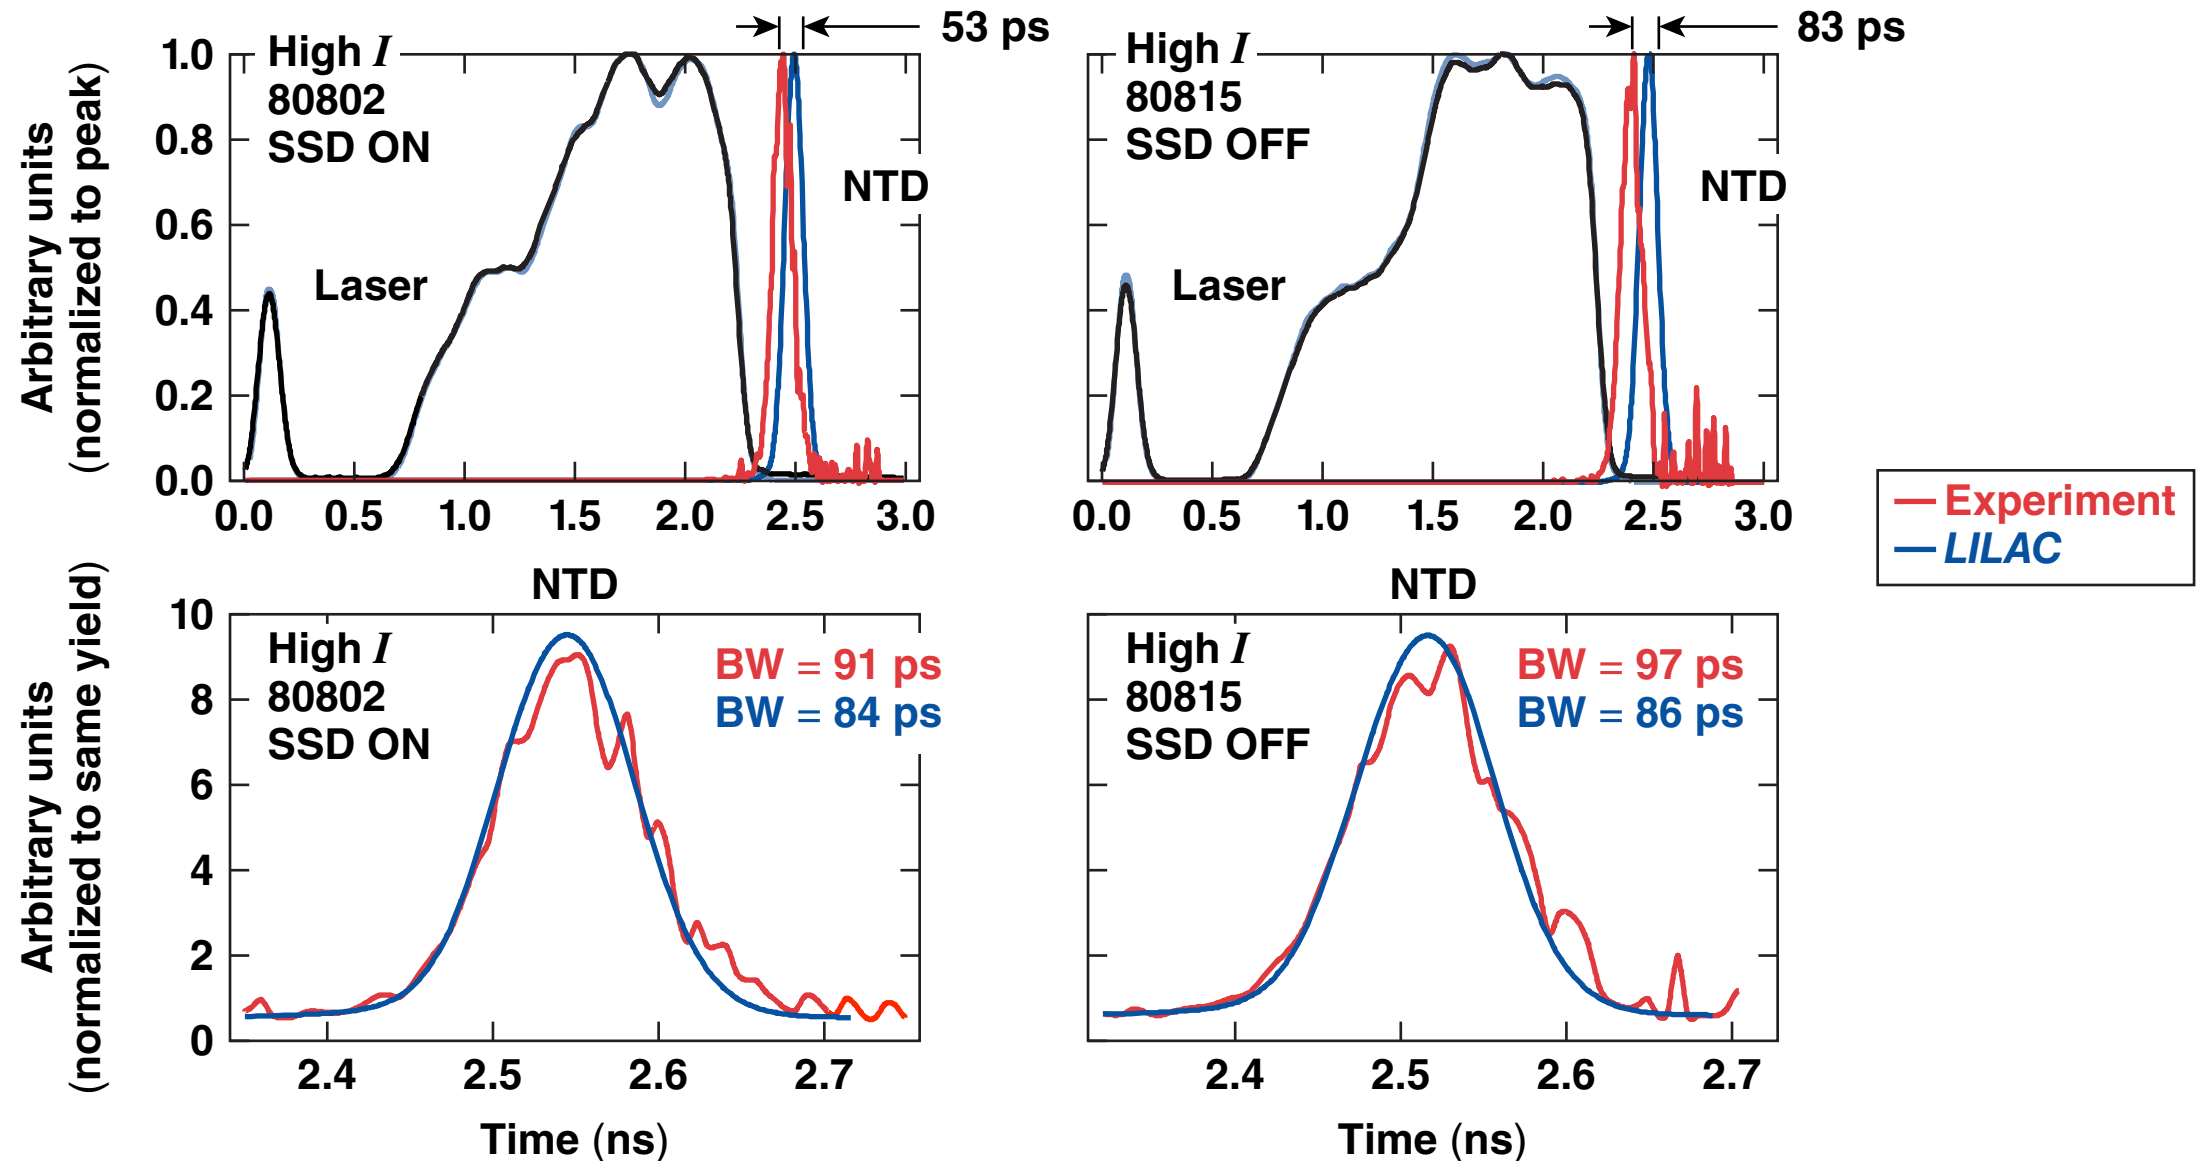 53 ps
83 ps
Arbitrary units
(normalized to peak)
1.0
0.8
0.6
0.4
0.2
0.0
High I
80802
SSD ON
Laser
NTD
0.0 0.5 1.0 1.5 2.0 2.5 3.0
High I
80815
SSD OFF
Laser
NTD
0.0 0.5 1.0 1.5 2.0 2.5 3.0
Experiment
LILAC
NTD
Arbitrary units
(normalized to same yield)
10
8
6
4
2
0
High I
80802
SSD ON
BW = 91 ps
BW = 84 ps
2.4 2.5 2.6 2.7
Time (ns)
NTD
High I
80815
SSD OFF
BW = 97 ps
BW = 86 ps
2.4 2.5 2.6 2.7
Time (ns)